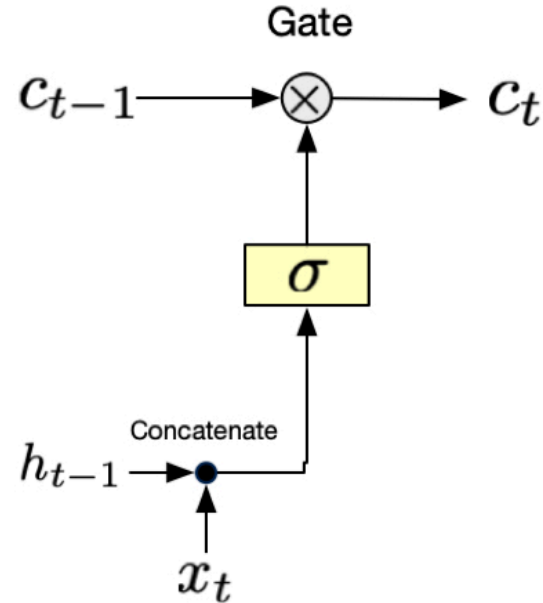 Gate
c_{t-1} ⊗ c_t
σ
Concatenate
h_{t-1}
x_t